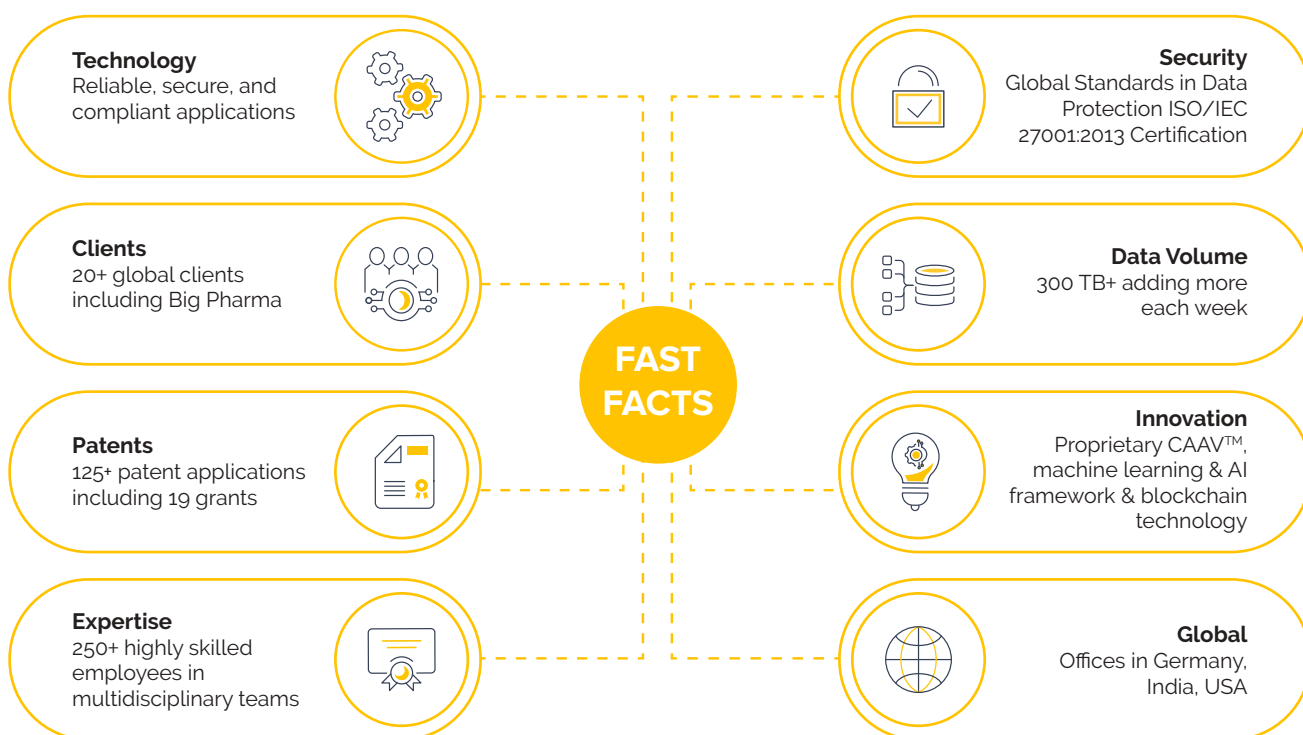 Technology
Reliable, secure, and
compliant applications
Clients
20+ global clients
including Big Pharma
Patents
125+ patent applications
including 19 grants
Expertise
250+ highly skilled
employees in
multidisciplinary teams
FAST
FACTS
Security
Global Standards in Data
Protection ISO/IEC
27001:2013 Certification
Data Volume
300 TB+ adding more
each week
Innovation
Proprietary CAAV™,
machine learning & AI
framework & blockchain
technology
Global
Offices in Germany,
India, USA